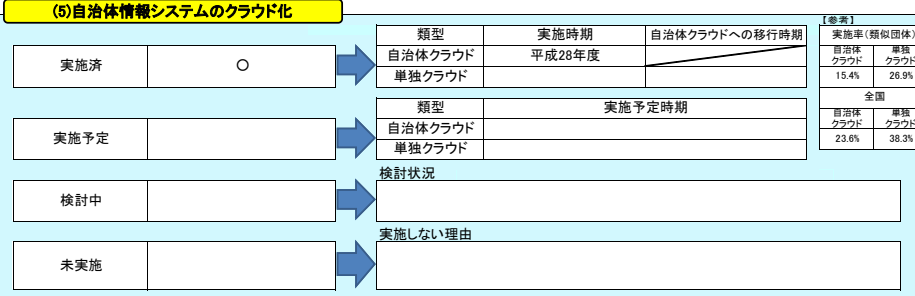 (5)自治体情報システムのクラウド化
実施済 〇
類型 実施時期 自治体クラウドへの移行時期
自治体クラウド 平成28年度
単独クラウド
【参考】
実施率(類似団体)
自治体クラウド 単独クラウド
15.4% 26.9%
全国
自治体クラウド 単独クラウド
23.6% 38.3%
実施予定
類型 実施予定時期
自治体クラウド
単独クラウド
検討中
検討状況
未実施
実施しない理由